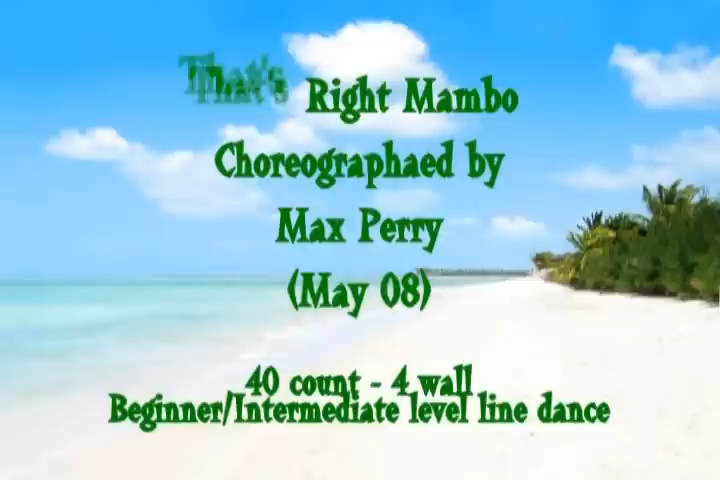 That's Right Mambo
Choreographaed by
Max Perry
(May 08)
40 count - 4 wall
Beginner/Intermediate level line dance